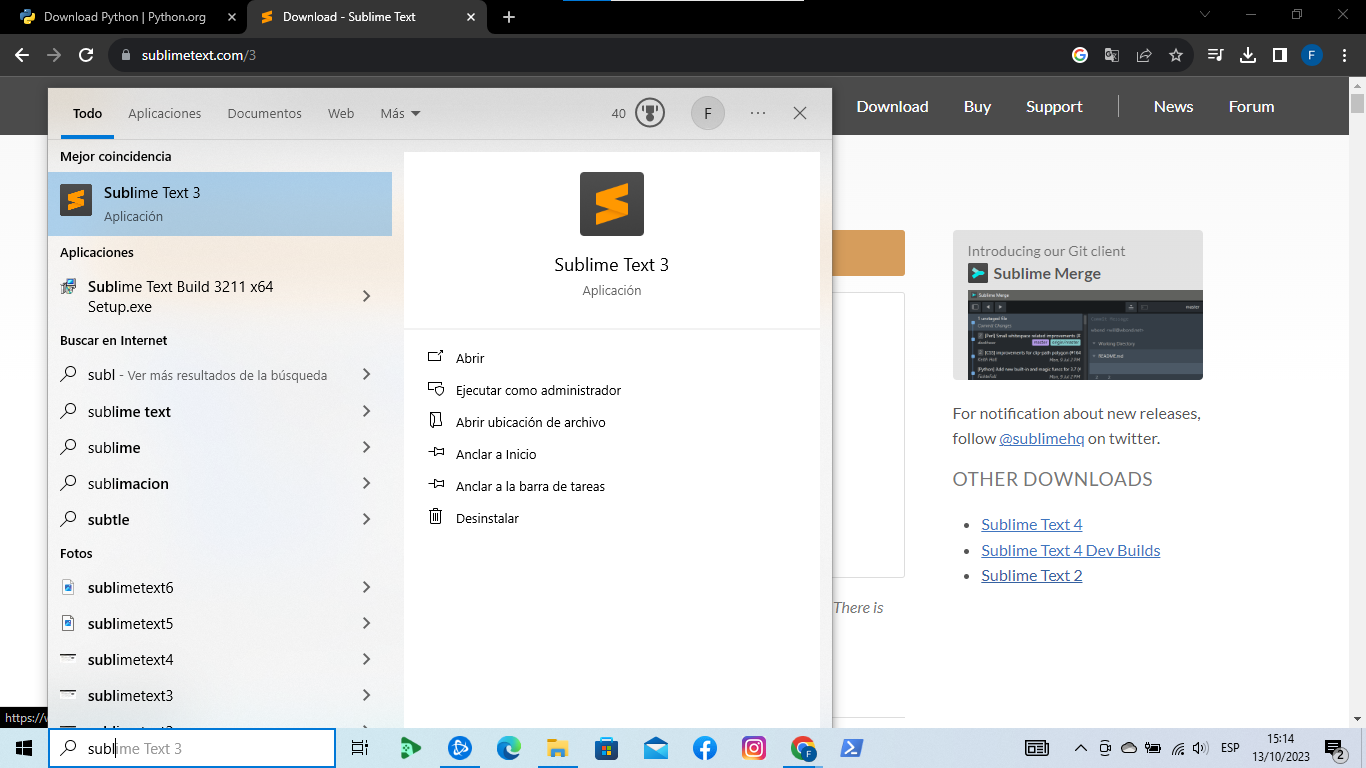 Download Python | Python.org
Download - Sublime Text
sublimetext.com/3
F
Download
Buy
Support
News
Forum
Todo
Aplicaciones
Documentos
Web
Más
40
F
Mejor coincidencia
Sublime Text 3
Aplicación
Aplicaciones
Sublime Text Build 3211 x64
Setup.exe
Buscar en Internet
subl - Ver más resultados de la búsqueda
sublime text
sublime
sublimacion
subtle
Fotos
sublimetext6
sublimetext5
sublimetext4
sublimetext3
Sublime Text 3
Aplicación
Abrir
Ejecutar como administrador
Abrir ubicación de archivo
Anclar a Inicio
Anclar a la barra de tareas
Desinstalar
Introducing our Git client
Sublime Merge
Sublime Merge
For notification about new releases,
follow @sublimehq on twitter.
OTHER DOWNLOADS
Sublime Text 4
Sublime Text 4 Dev Builds
Sublime Text 2
There is
https://
sublime Text 3
F
ESP
15:14
13/10/2023
2